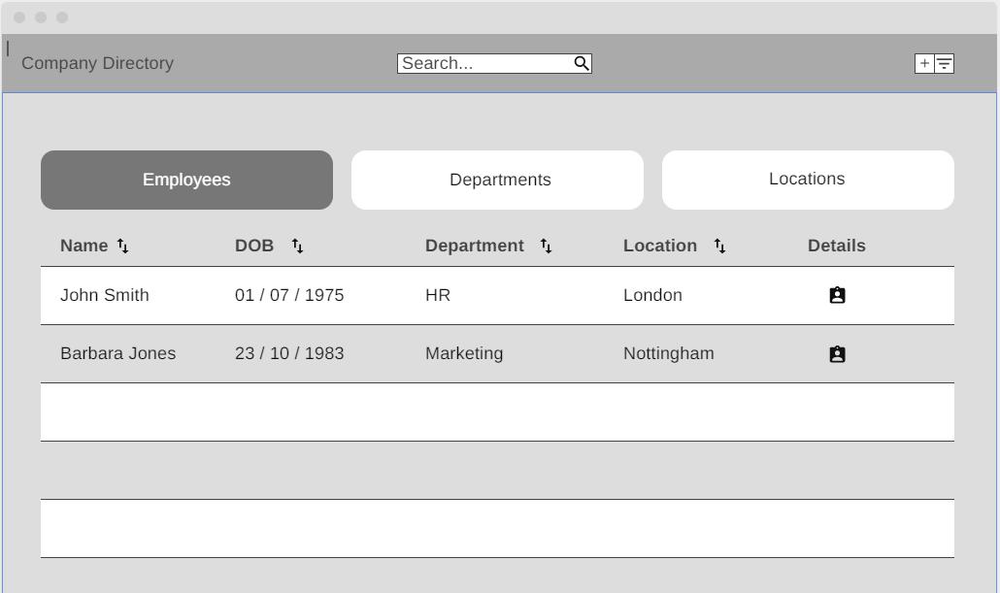 Company Directory
Search...
+
Employees
Departments
Locations
Name DOB Department Location Details
John Smith 01 / 07 / 1975 HR London
Barbara Jones 23 / 10 / 1983 Marketing Nottingham